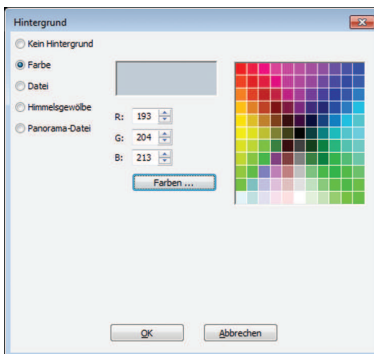 Hintergrund
Kein Hintergrund
Farbe
Datei
Himmelsgewölbe
Panorama-Datei
R: 193
G: 204
B: 213
Farben ...
OK
Abbrechen